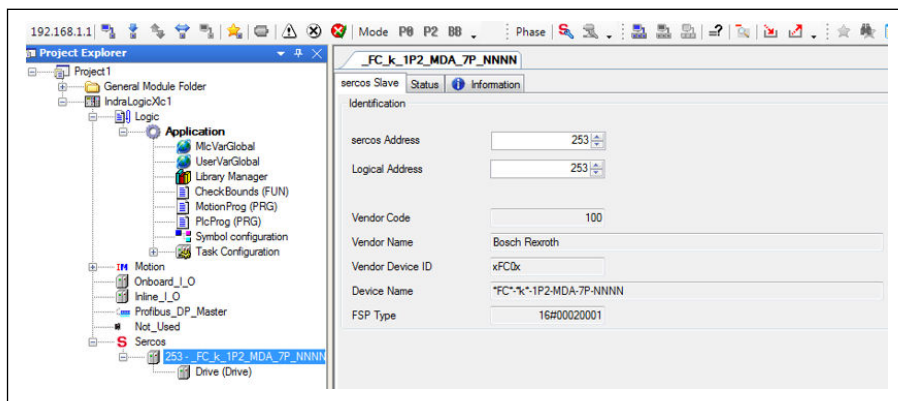 192.168.1.1 Mode P0 P2 BB Phase
Project Explorer
Project1
General Module Folder
IndraLogicXlc1
Logic
Application
MlcVarGlobal
UserVarGlobal
Library Manager
CheckBounds (FUN)
MotionProg (PRG)
PlcProg (PRG)
Symbol configuration
Task Configuration
IM Motion
Onboard_I_O
Inline_I_O
Profibus_DP_Master
Not_Used
S Sercos
253 - _FC_k_1P2_MDA_7P_NNNN
Drive (Drive)
_FC_k_1P2_MDA_7P_NNNN
sercos Slave Status Information
Identification
sercos Address 253
Logical Address 253
Vendor Code 100
Vendor Name Bosch Rexroth
Vendor Device ID xFC0x
Device Name *FC*-*k*-1P2-MDA-7P-NNNN
FSP Type 16#00020001